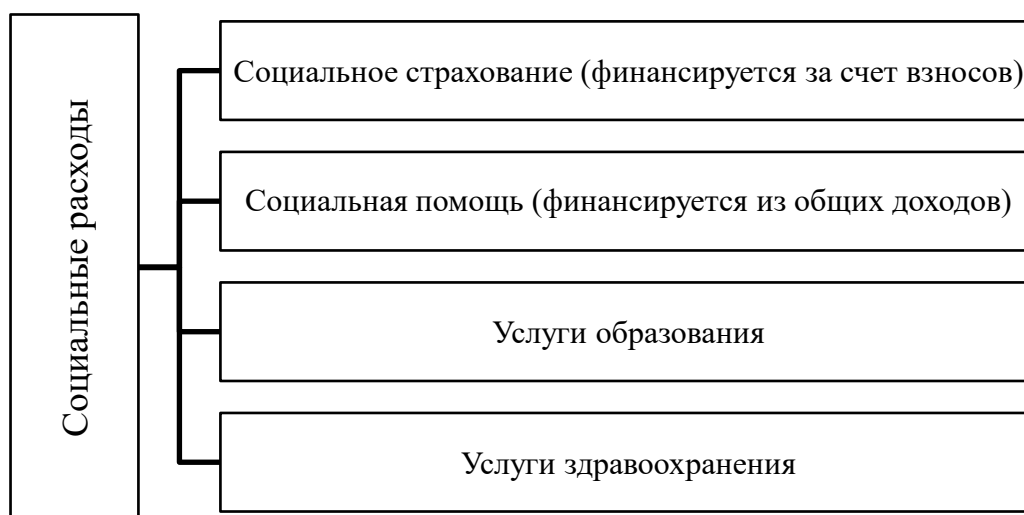 Социальные расходы
Социальное страхование (финансируется за счет взносов)
Социальная помощь (финансируется из общих доходов)
Услуги образования
Услуги здравоохранения